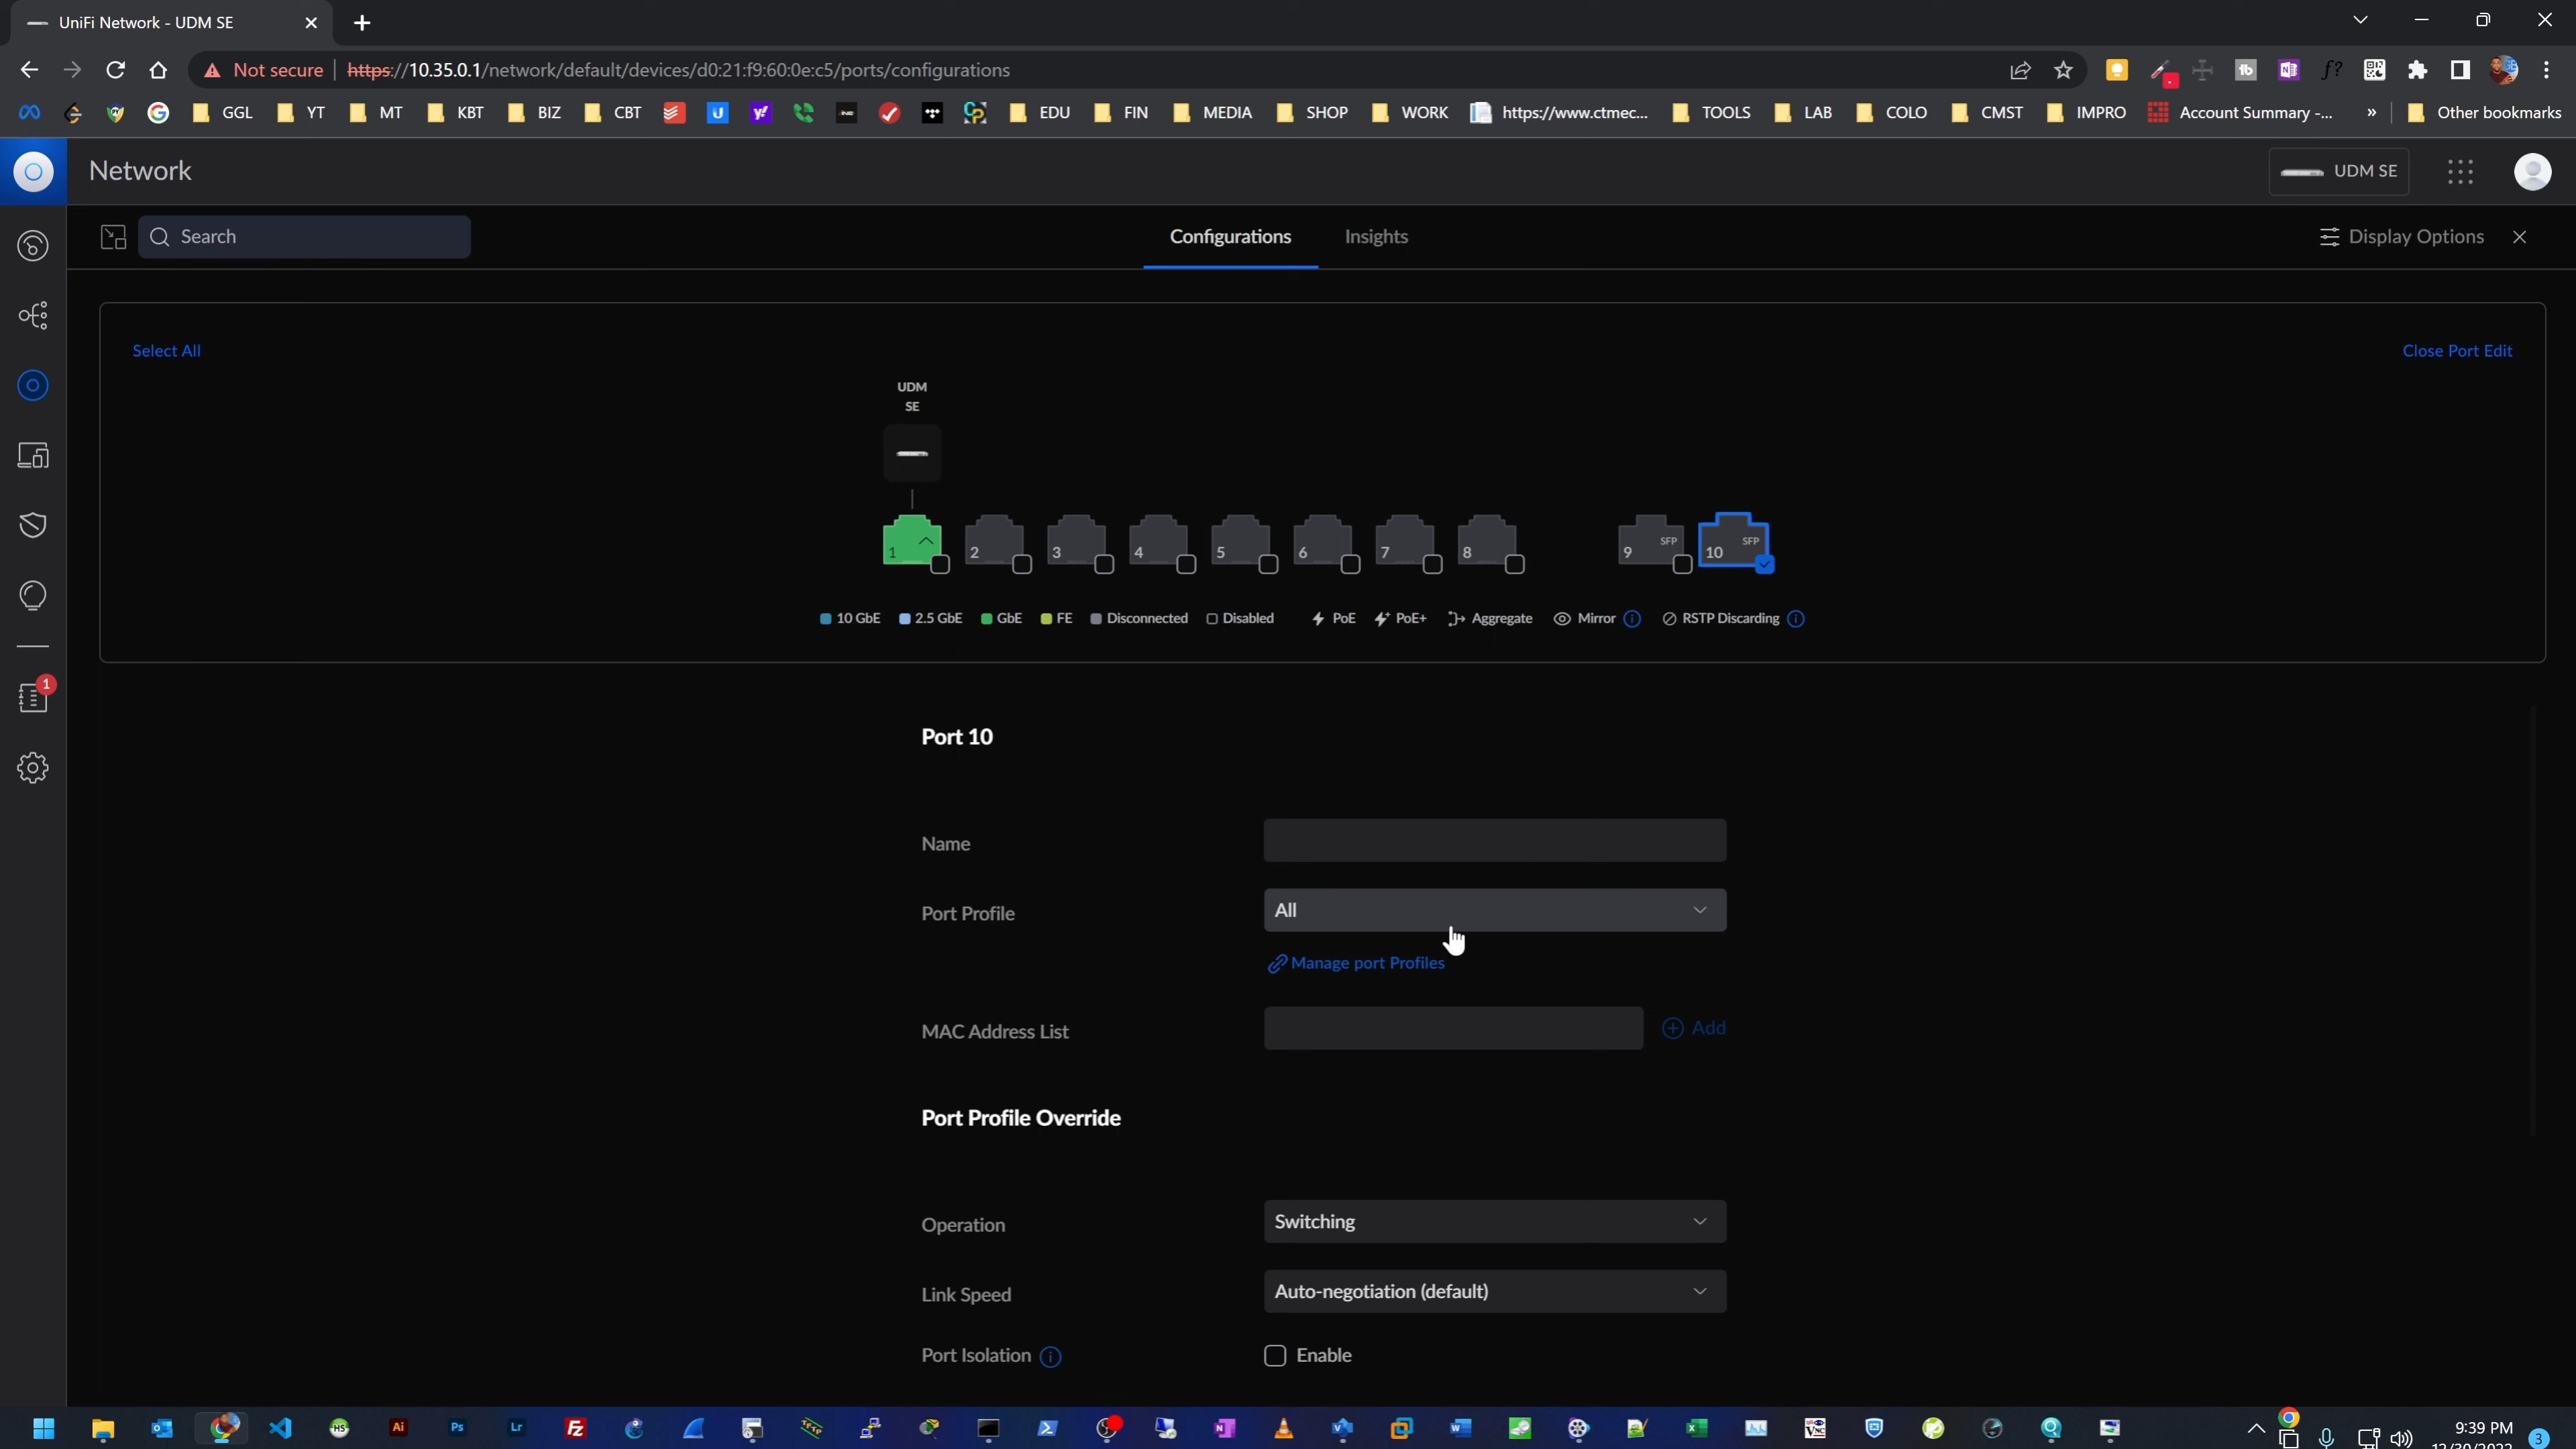 UniFi Network - UDM SE
Not secure https://10.35.0.1/network/default/devices/d0:21:f9:60:0e:c5/ports/configurations
GGL YT MT KBT BIZ CBT EDU FIN MEDIA SHOP WORK https://www.ctmec... TOOLS LAB COLO CMST IMPRO Account Summary -... » Other bookmarks
Network UDM SE
Search Configurations Insights Display Options
Select All Close Port Edit
UDM
SE
1 2 3 4 5 6 7 8 9 SFP 10 SFP
10 GbE 2.5 GbE GbE FE Disconnected Disabled PoE PoE+ Aggregate Mirror RSTP Discarding
1
Port 10
Name
Port Profile All
Manage port Profiles
MAC Address List Add
Port Profile Override
Operation Switching
Link Speed Auto-negotiation (default)
Port Isolation Enable
9:39 PM
3